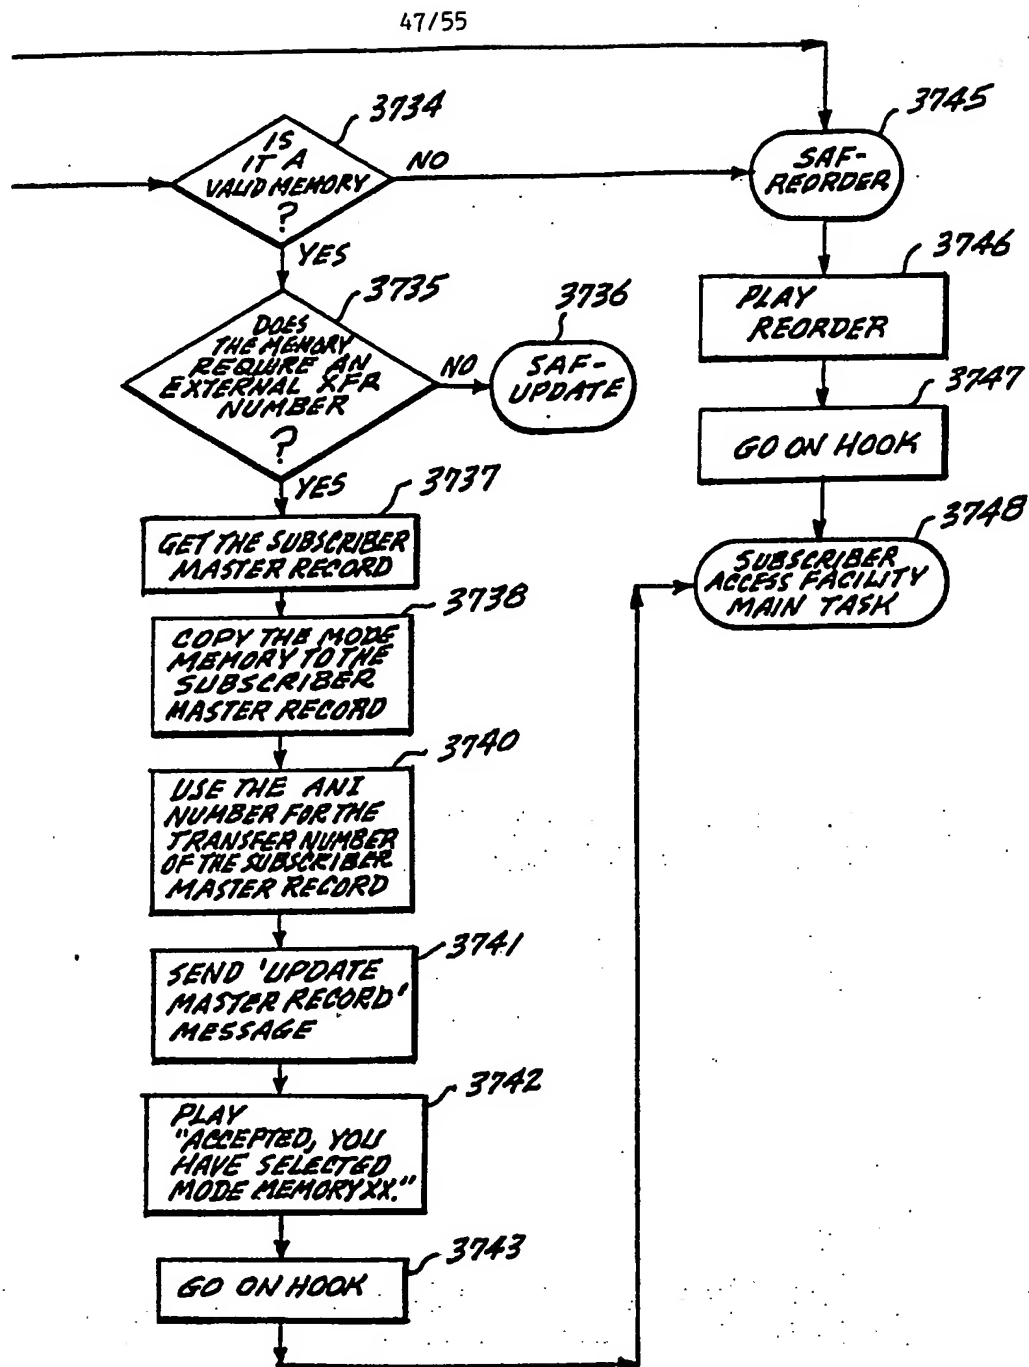 47/55
3734
IS
IT A
VALID MEMORY
?
NO
YES
3745
SAF-
REORDER
3746
PLAY
REORDER
3747
GO ON HOOK
3748
SUBSCRIBER
ACCESS FACILITY
MAIN TASK
3735
DOES
THE MEMORY
REQUIRE AN
EXTERNAL XFR
NUMBER
?
NO
YES
3736
SAF-
UPDATE
3737
GET THE SUBSCRIBER
MASTER RECORD
3738
COPY THE MODE
MEMORY TO THE
SUBSCRIBER
MASTER RECORD
3740
USE THE ANI
NUMBER FOR THE
TRANSFER NUMBER
OF THE SUBSCRIBER
MASTER RECORD
3741
SEND 'UPDATE
MASTER RECORD'
MESSAGE
3742
PLAY
"ACCEPTED, YOU
HAVE SELECTED
MODE MEMORY XX."
3743
GO ON HOOK